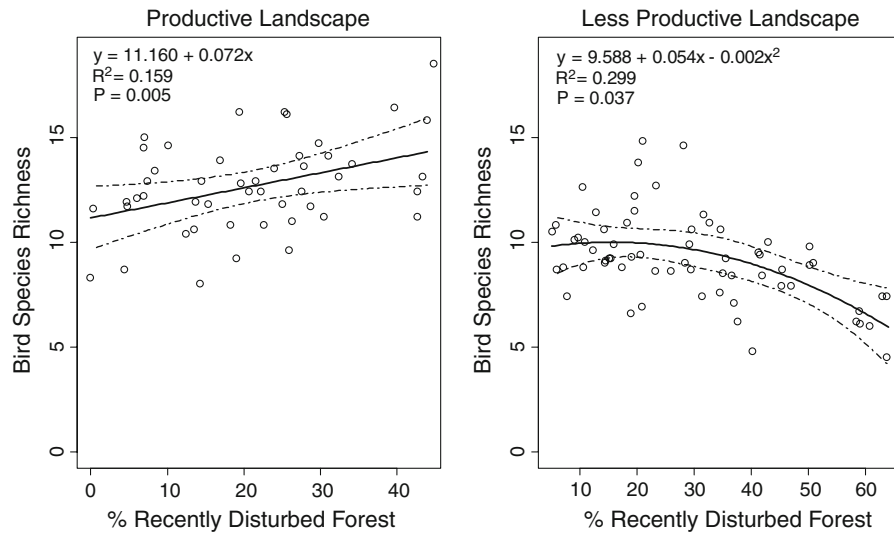 Productive Landscape
y = 11.160 + 0.072x
R² = 0.159
P = 0.005
Bird Species Richness
15
10
5
0
0 10 20 30 40
% Recently Disturbed Forest
Less Productive Landscape
y = 9.588 + 0.054x - 0.002x²
R² = 0.299
P = 0.037
Bird Species Richness
15
10
5
0
10 20 30 40 50 60
% Recently Disturbed Forest